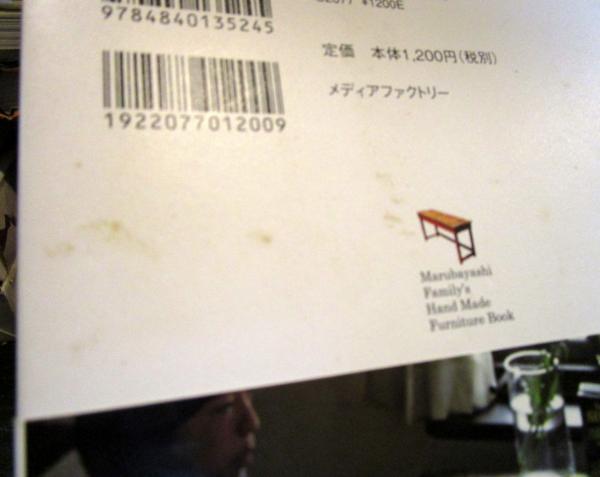 9784840135245
¥1200E
定価 本体1,200円(税別)
メディアファクトリー
1922077012009
Marubayashi
Family's
Hand Made
Furniture Book